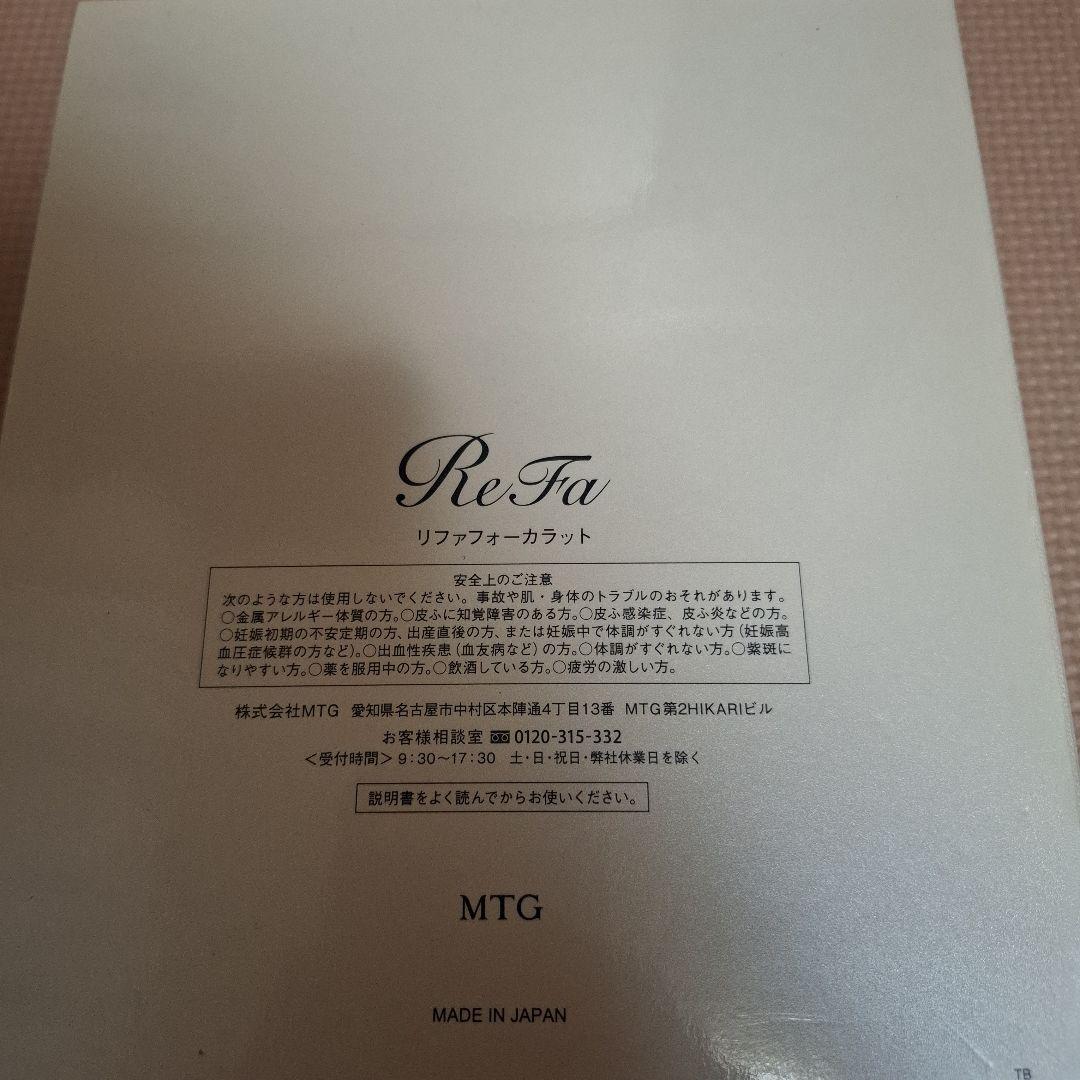 ReFa
リファフォーカラット
安全上のご注意
次のような方は使用しないでください。事故や肌・身体のトラブルのおそれがあります。
○金属アレルギー体質の方。○皮ふに知覚障害のある方。○皮ふ感染症、皮ふ炎などの方。
○妊娠初期の不安定期の方、出産直後の方、または妊娠中で体調がすぐれない方（妊娠高
血圧症候群の方など）。○出血性疾患（血友病など）の方。○体調がすぐれない方。○紫斑に
なりやすい方。○薬を服用中の方。○飲酒している方。○疲労の激しい方。
株式会社MTG 愛知県名古屋市中村区本陣通4丁目13番 MTG第2HIKARIビル
お客様相談室 0120-315-332
＜受付時間＞9:30〜17:30 土・日・祝日・弊社休業日を除く
説明書をよく読んでからお使いください。
MTG
MADE IN JAPAN
TB